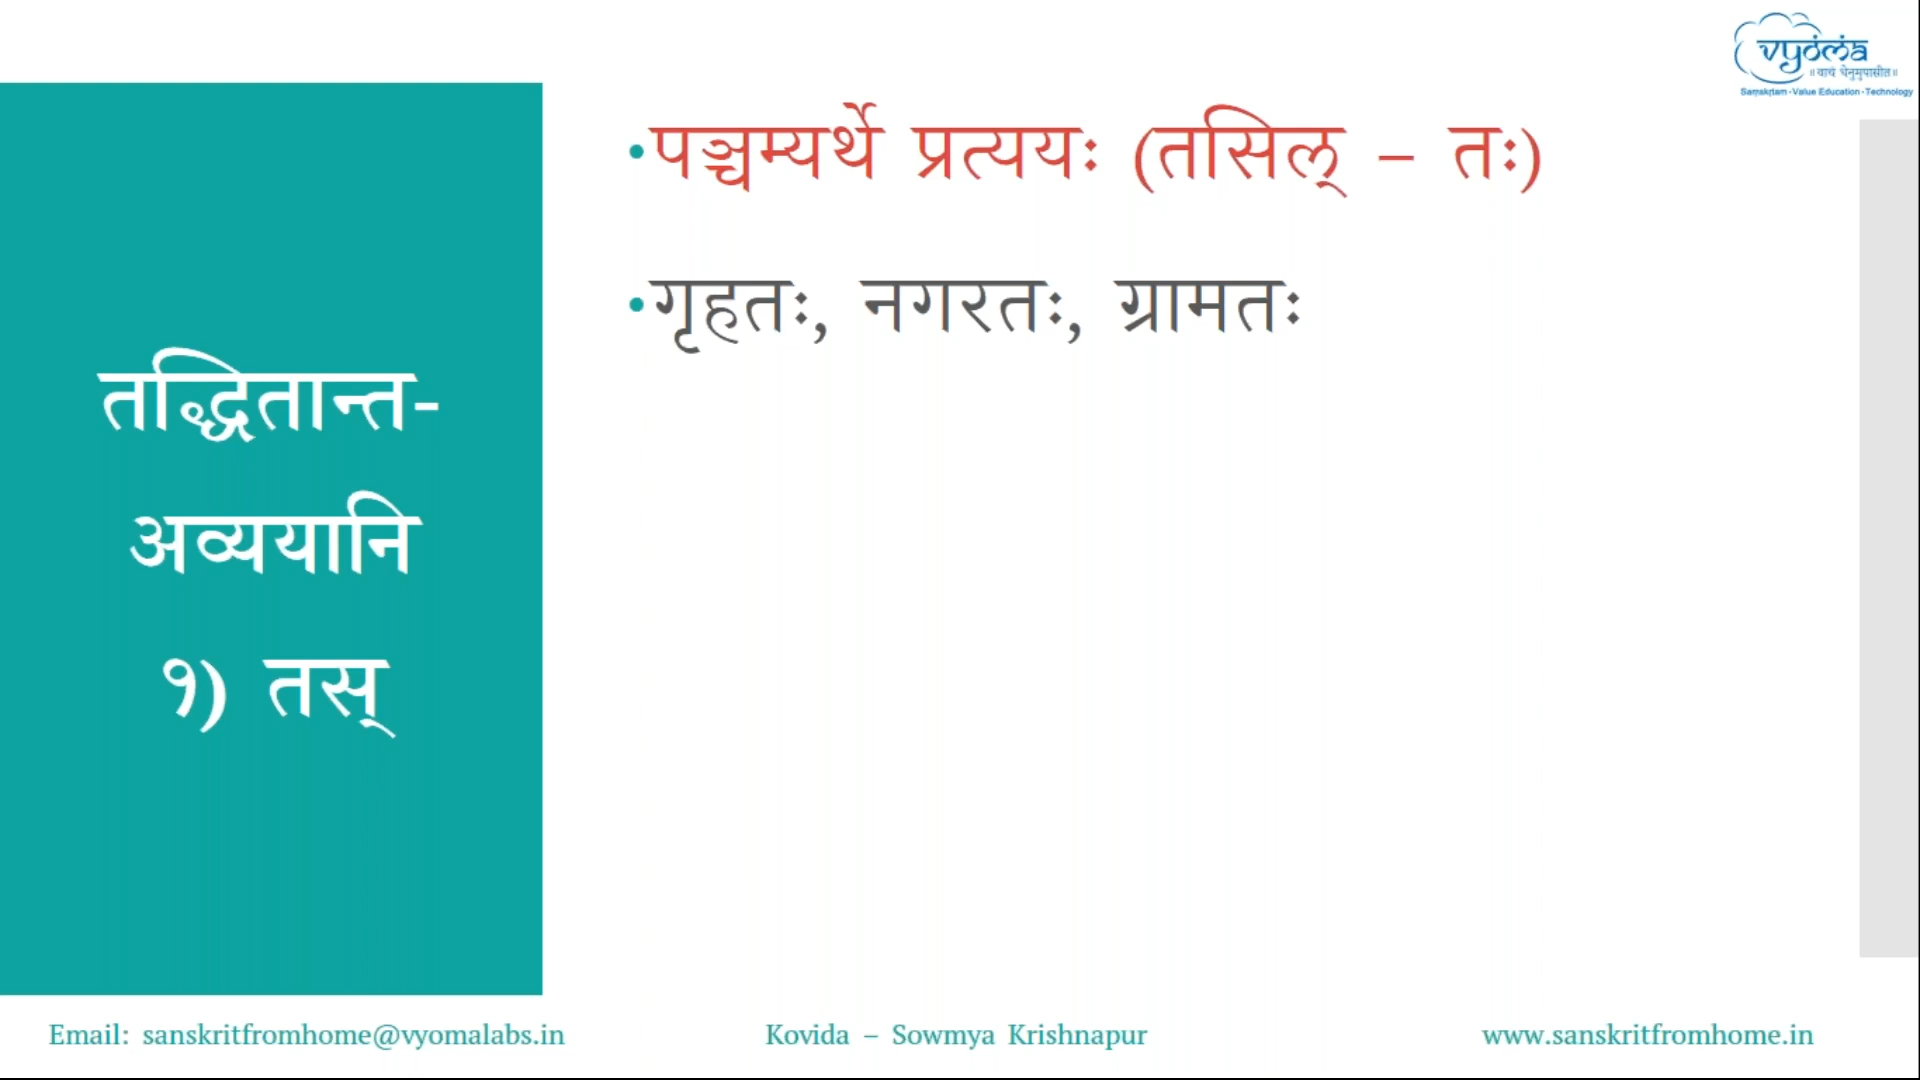 vyoma
॥ वाचं धेनुमुपासीत॥
Saṃskṛtam - Value Education - Technology
•पञ्चम्यर्थे प्रत्ययः (तसिल् – तः)
•गृहतः, नगरतः, ग्रामतः
तद्धितान्त-
अव्ययानि
१) तस्
Email: sanskritfromhome@vyomalabs.in
Kovida – Sowmya Krishnapur
www.sanskritfromhome.in